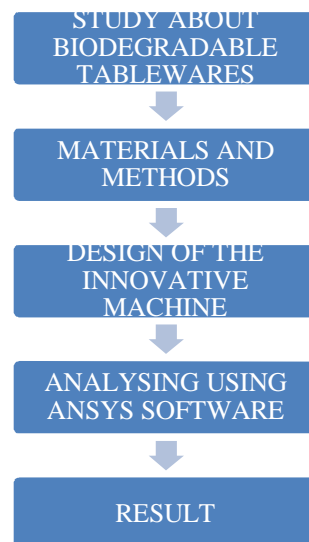 STUDY ABOUT
BIODEGRADABLE
TABLEWARES
MATERIALS AND
METHODS
DESIGN OF THE
INNOVATIVE
MACHINE
ANALYSING USING
ANSYS SOFTWARE
RESULT